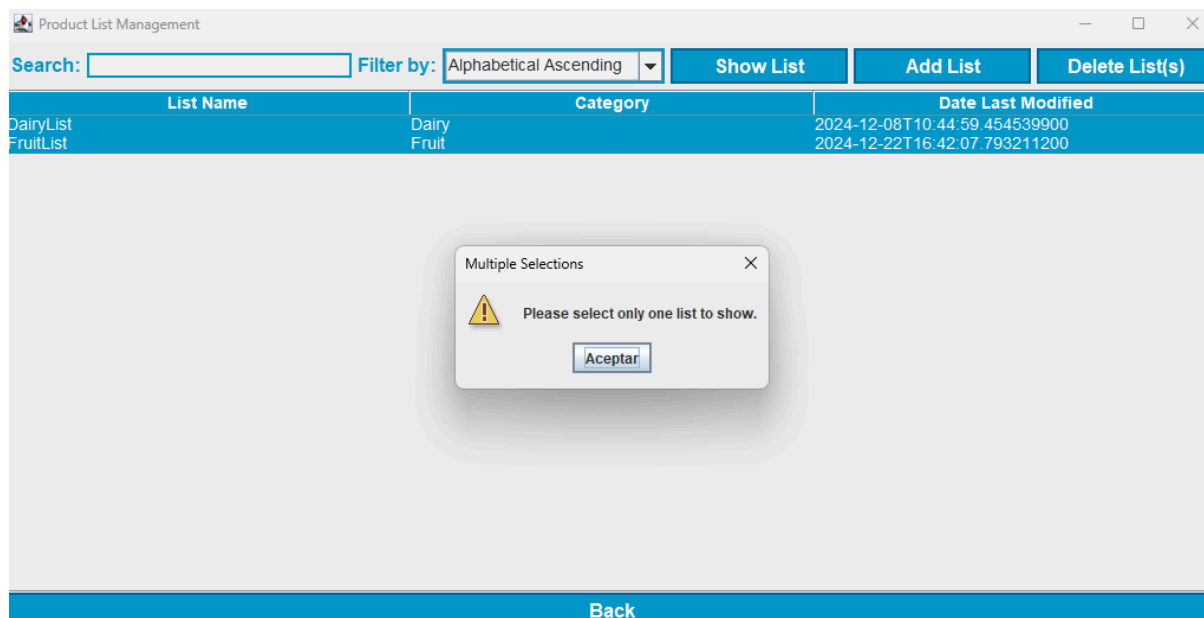 Product List Management
Search: Filter by: Alphabetical Ascending Show List Add List Delete List(s)
List Name Category Date Last Modified
DairyList Dairy 2024-12-08T10:44:59.454539900
FruitList Fruit 2024-12-22T16:42:07.793211200
Multiple Selections
Please select only one list to show.
Aceptar
Back